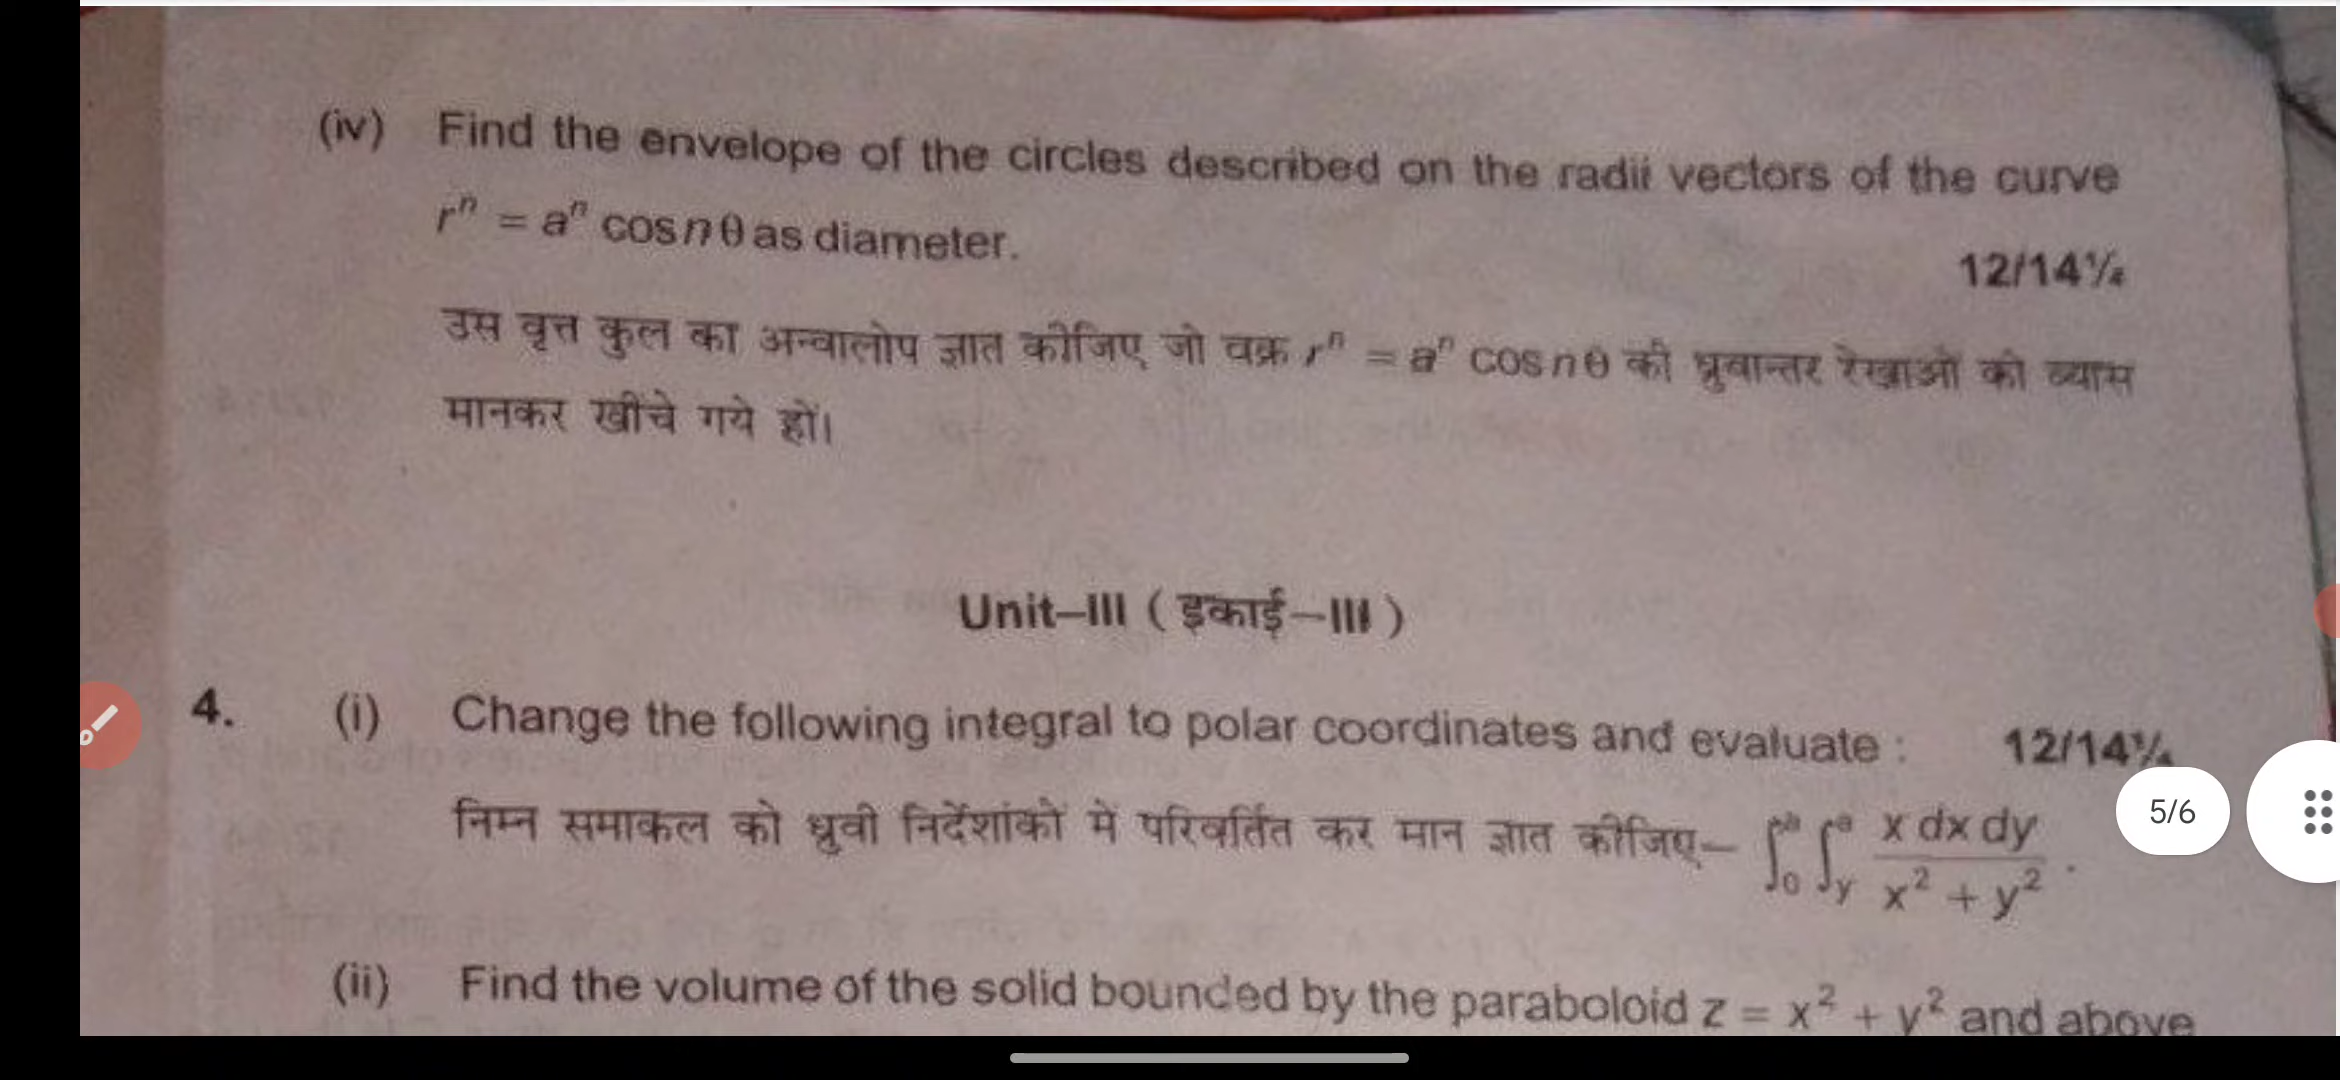 (iv) Find the envelope of the circles described on the radii vectors of the curve
rⁿ = aⁿ cos nθ as diameter.
12/14¼
उस वृत्त कुल का अन्वालोप ज्ञात कीजिए जो वक्र rⁿ = aⁿ cos nθ की ध्रुवान्तर रेखाओं को व्यास
मानकर खींचे गये हों।
Unit–III ( इकाई–III )
4. (i) Change the following integral to polar coordinates and evaluate : 12/14¼
निम्न समाकल को ध्रुवी निर्देशांकों में परिवर्तित कर मान ज्ञात कीजिए– ∫₀ᵃ ∫ᵧᵃ x dx dy / x² + y² .
5/6
(ii) Find the volume of the solid bounded by the paraboloid z = x² + y² and above